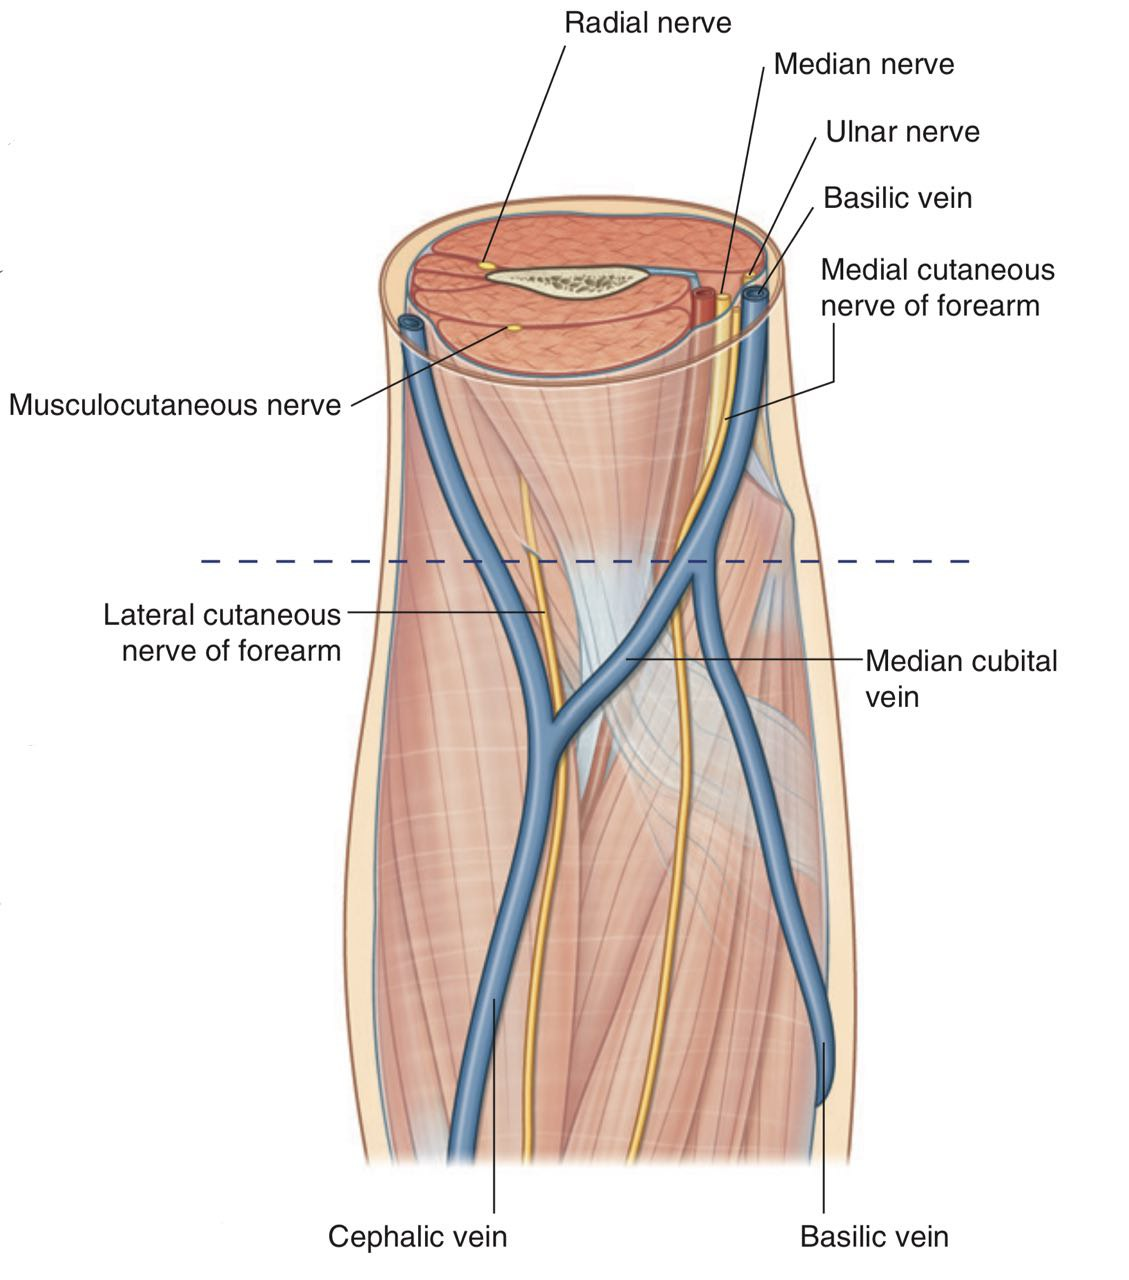 Radial nerve
Median nerve
Ulnar nerve
Basilic vein
Medial cutaneous
nerve of forearm
Musculocutaneous nerve
Lateral cutaneous
nerve of forearm
Median cubital
vein
Cephalic vein
Basilic vein